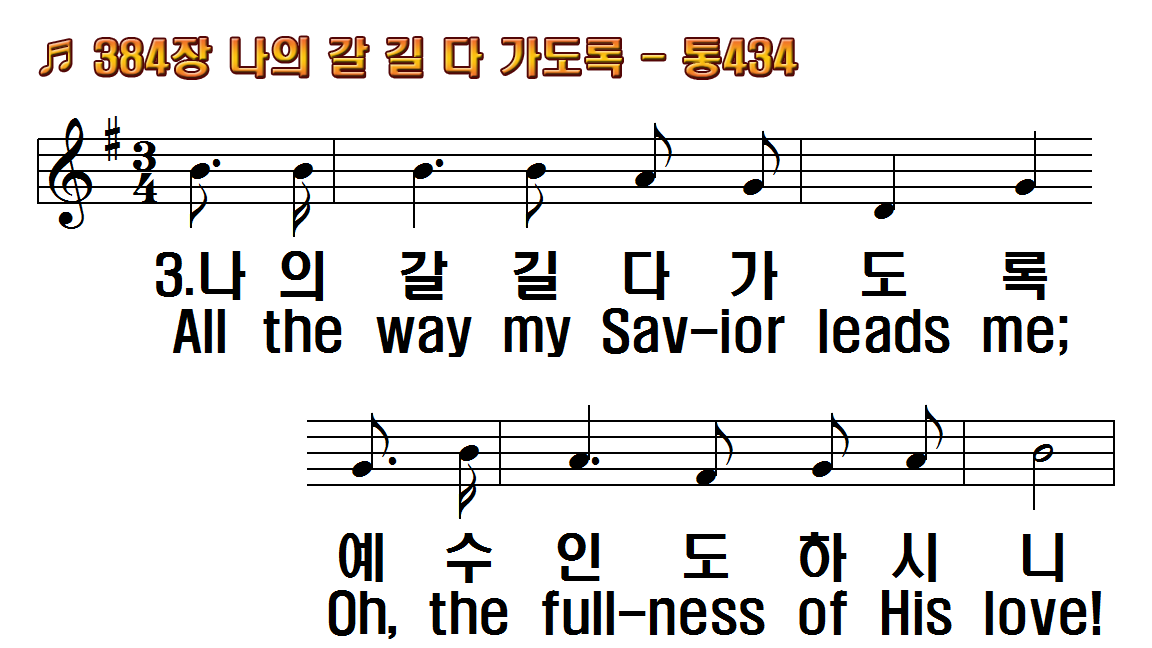 ♬ 384장 나의 갈 길 다 가도록 - 통434
3
4
3.나 의 갈 길 다 가 도 록
All the way my Sav-ior leads me;
예 수 인 도 하 시 니
Oh, the full-ness of His love!